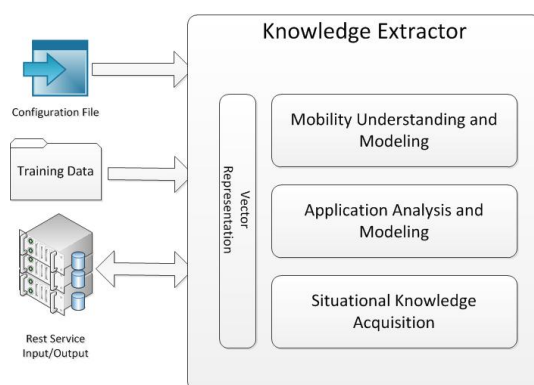 Knowledge Extractor
Configuration File
Training Data
Rest Service
Input/Output
Vector
Representation
Mobility Understanding and
Modeling
Application Analysis and
Modeling
Situational Knowledge
Acquisition